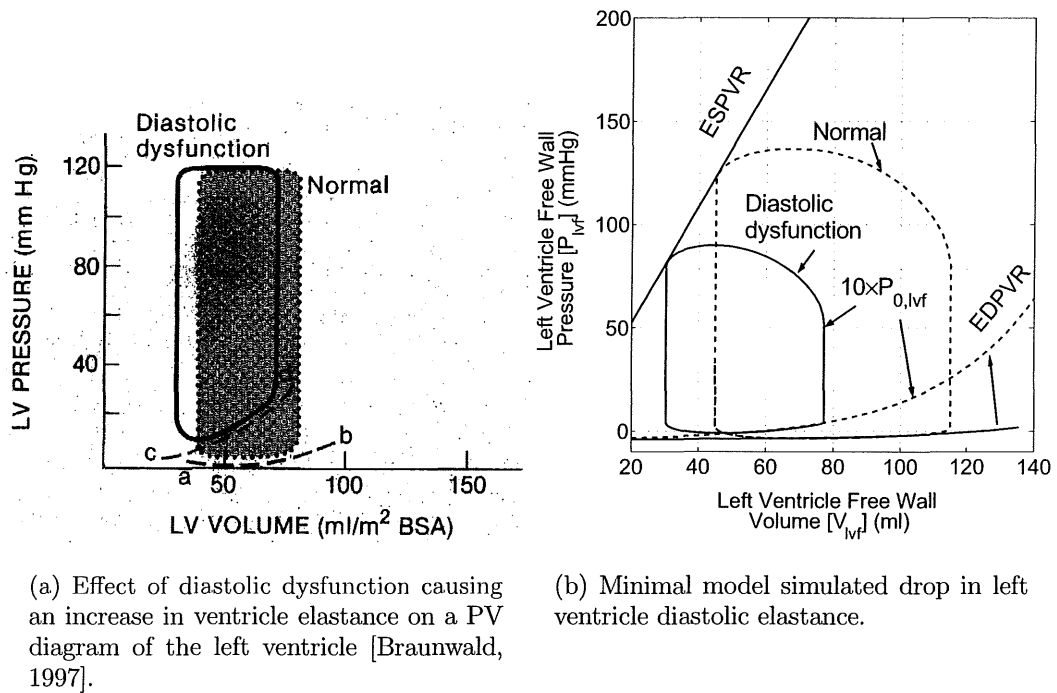 Diastolic
dysfunction
Normal
120
80
40
LV PRESSURE (mm Hg)
c
a
b
50
100
150
LV VOLUME (ml/m² BSA)
200
150
100
50
0
Left Ventricle Free Wall
Pressure [P_lvf] (mmHg)
ESPVR
Normal
Diastolic
dysfunction
10×P_0,lvf
EDPVR
20
40
60
80
100
120
140
Left Ventricle Free Wall
Volume [V_lvf] (ml)
(a) Effect of diastolic dysfunction causing
an increase in ventricle elastance on a PV
diagram of the left ventricle [Braunwald,
1997].
(b) Minimal model simulated drop in left
ventricle diastolic elastance.